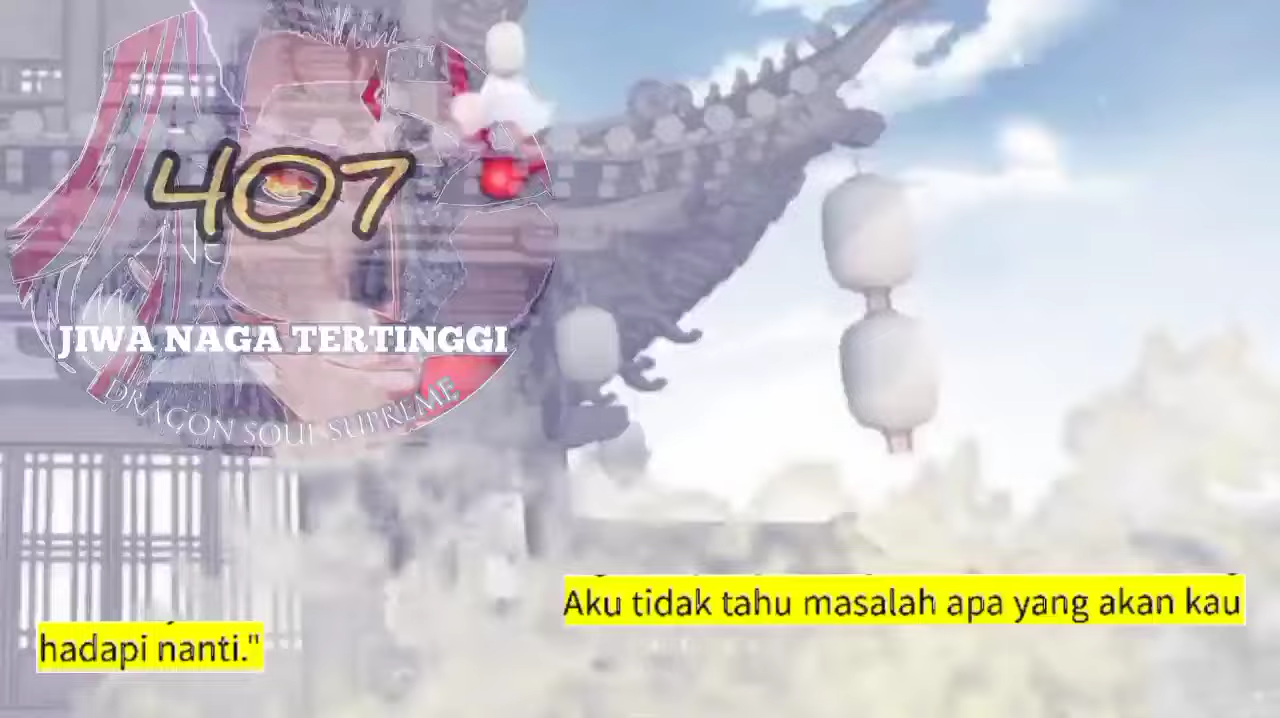 407
JIWA NAGA TERTINGGI
DRAGON SOUL SUPREME
Aku tidak tahu masalah apa yang akan kau
hadapi nanti."